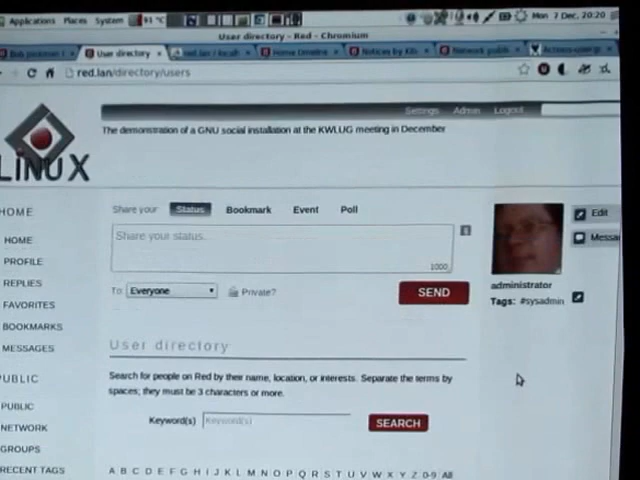 Applications Places System 51 °C Mon 7 Dec, 20:20
User directory - Red - Chromium
User directory
red.lan/directory/users
Settings Admin Logout
The demonstration of a GNU social installation at the KWLUG meeting in December
LiNUX
HOME
HOME
PROFILE
REPLIES
FAVORITES
BOOKMARKS
MESSAGES
PUBLIC
PUBLIC
NETWORK
GROUPS
RECENT TAGS
Share your Status Bookmark Event Poll
Share your status...
1000
To: Everyone Private?
SEND
Edit
Messa
administrator
Tags: #sysadmin
User directory
Search for people on Red by their name, location, or interests. Separate the terms by
spaces; they must be 3 characters or more.
Keyword(s) Keyword(s) SEARCH
A B C D E F G H I J K L M N O P Q R S T U V W X Y Z 0-9 All